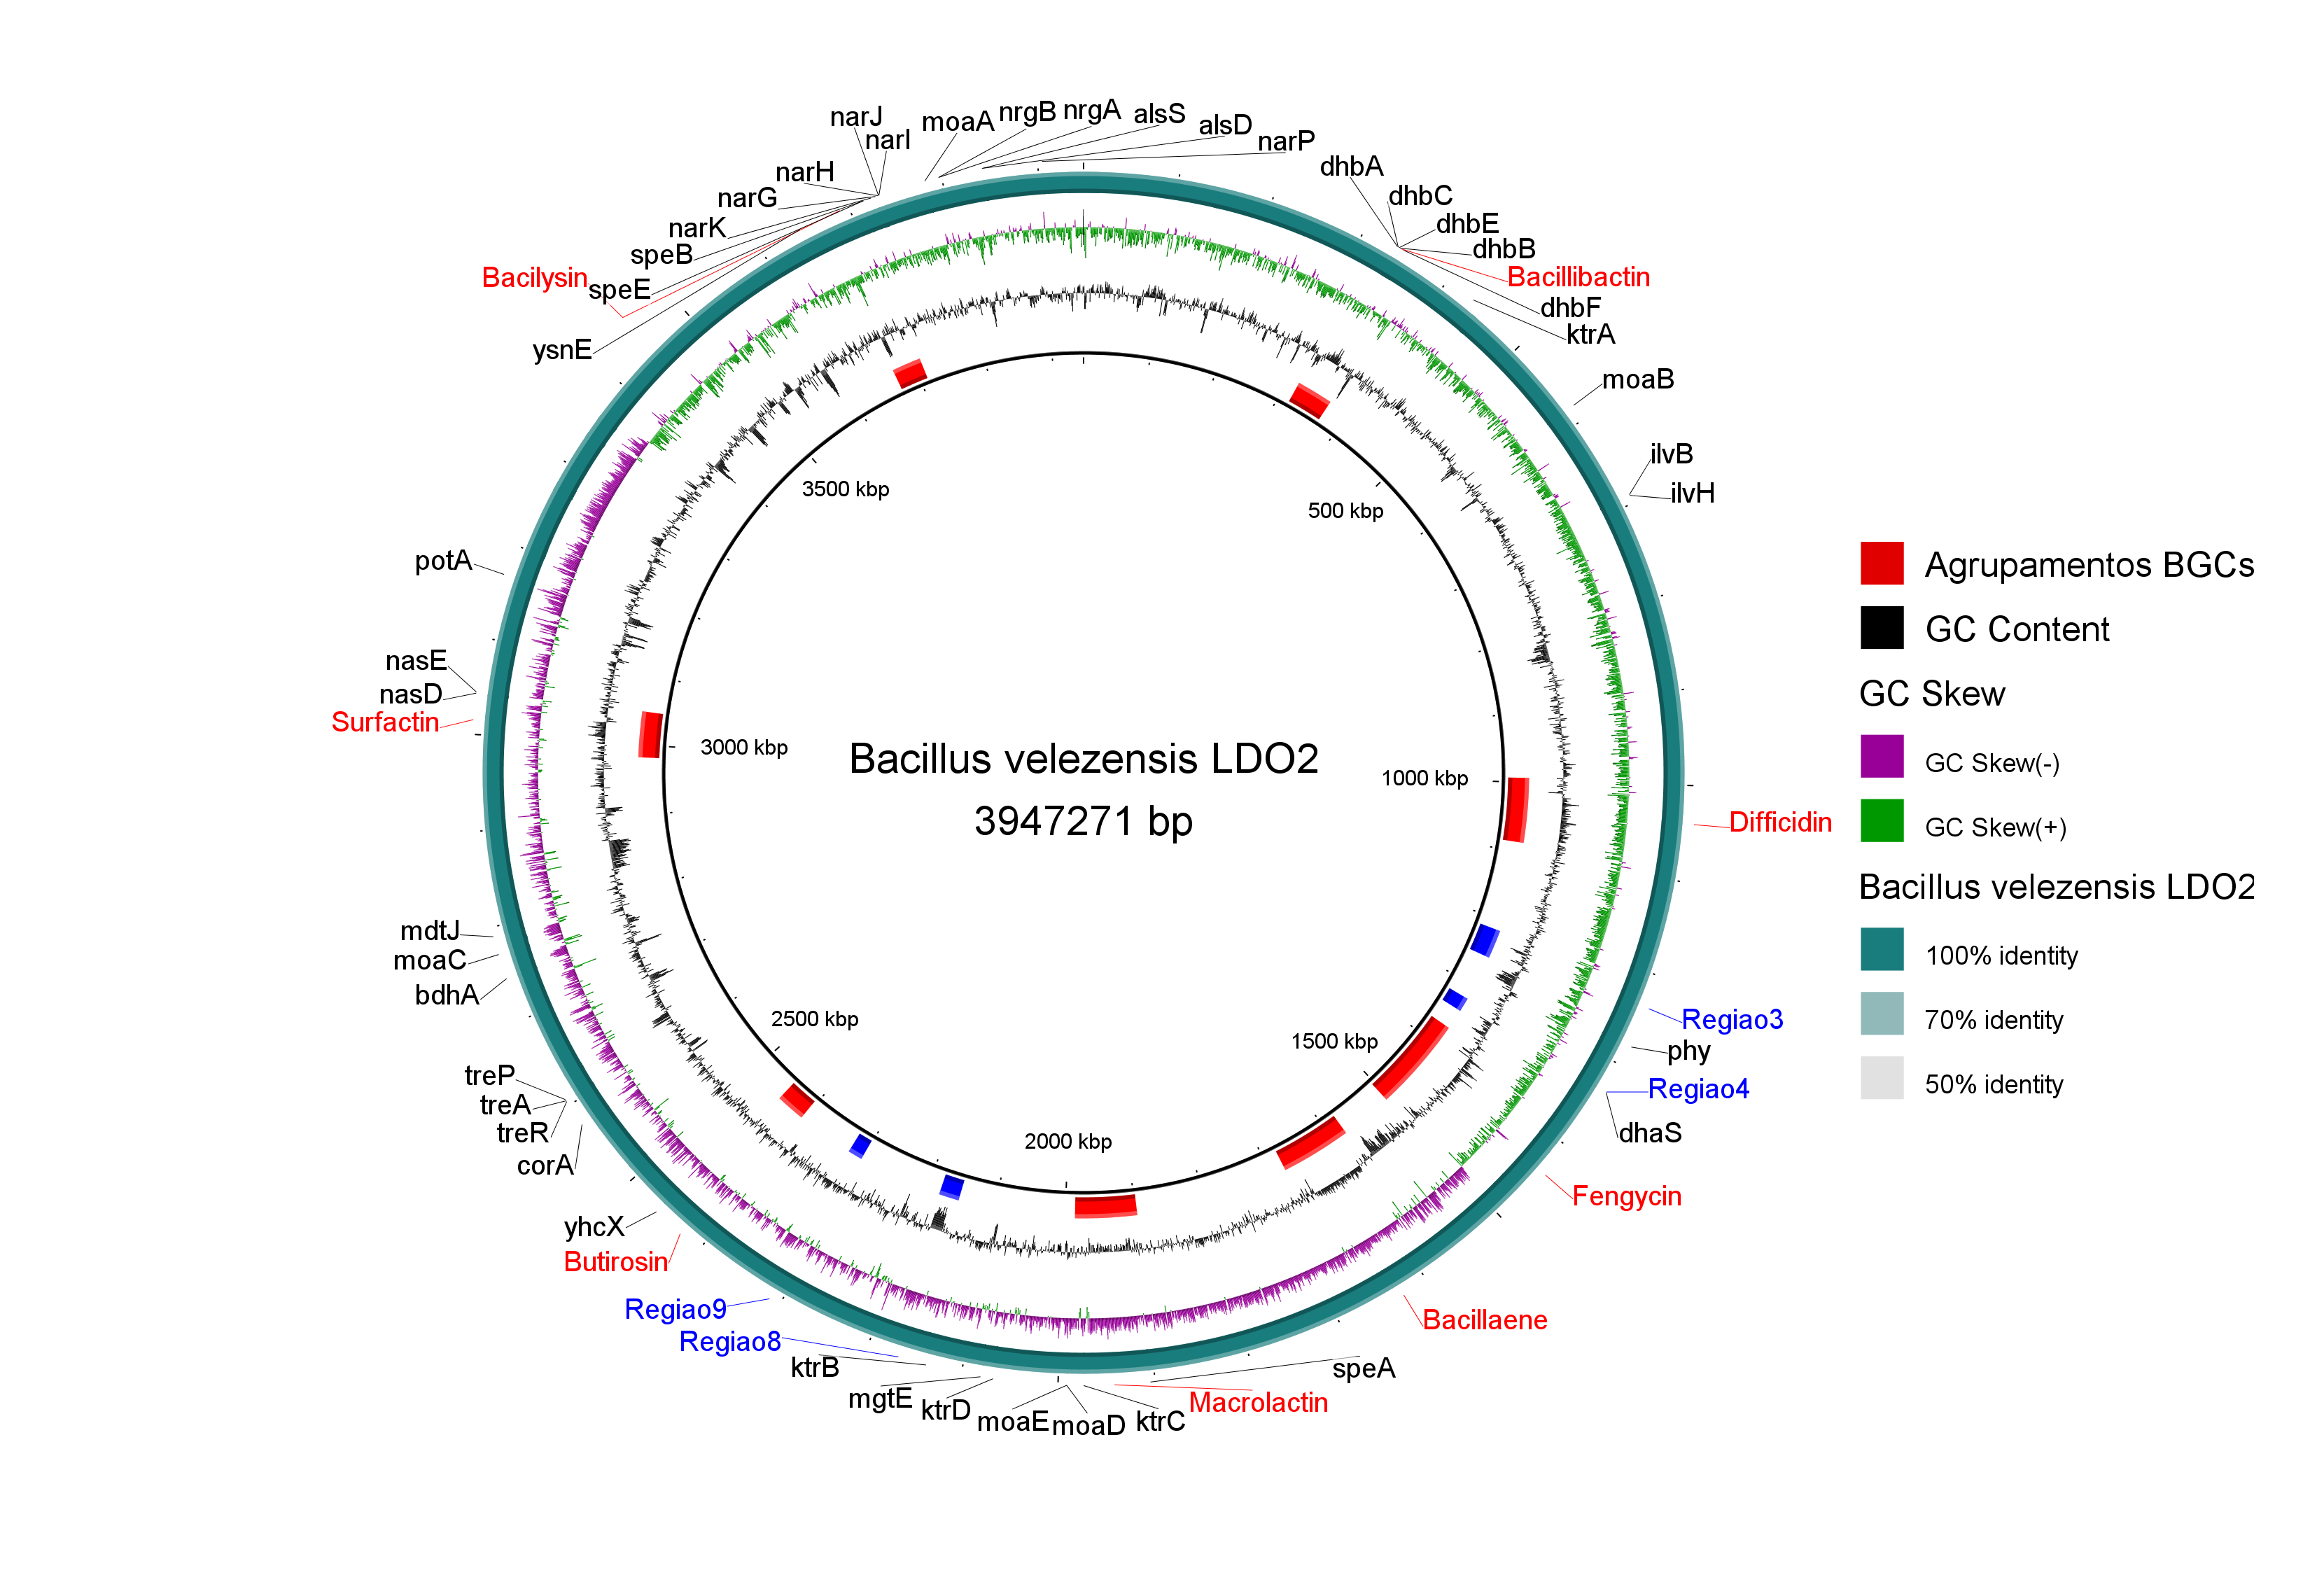 narJ
narI
moaA
nrgB
nrgA
alsS
alsD
narP
narH
narG
narK
speB
Bacilysin
speE
ysnE
dhbA
dhbC
dhbE
dhbB
Bacillibactin
dhbF
ktrA
moaB
ilvB
ilvH
potA
nasE
nasD
Surfactin
3500 kbp
500 kbp
3000 kbp
1000 kbp
Bacillus velezensis LDO2
3947271 bp
2500 kbp
1500 kbp
2000 kbp
Difficidin
mdtJ
moaC
bdhA
treP
treA
treR
corA
yhcX
Butirosin
Regiao9
Regiao8
ktrB
mgtE
ktrD
moaE
moaD
ktrC
Macrolactin
speA
Bacillaene
Fengycin
dhaS
Regiao4
phy
Regiao3
Agrupamentos BGCs
GC Content
GC Skew
GC Skew(-)
GC Skew(+)
Bacillus velezensis LDO2
100% identity
70% identity
50% identity